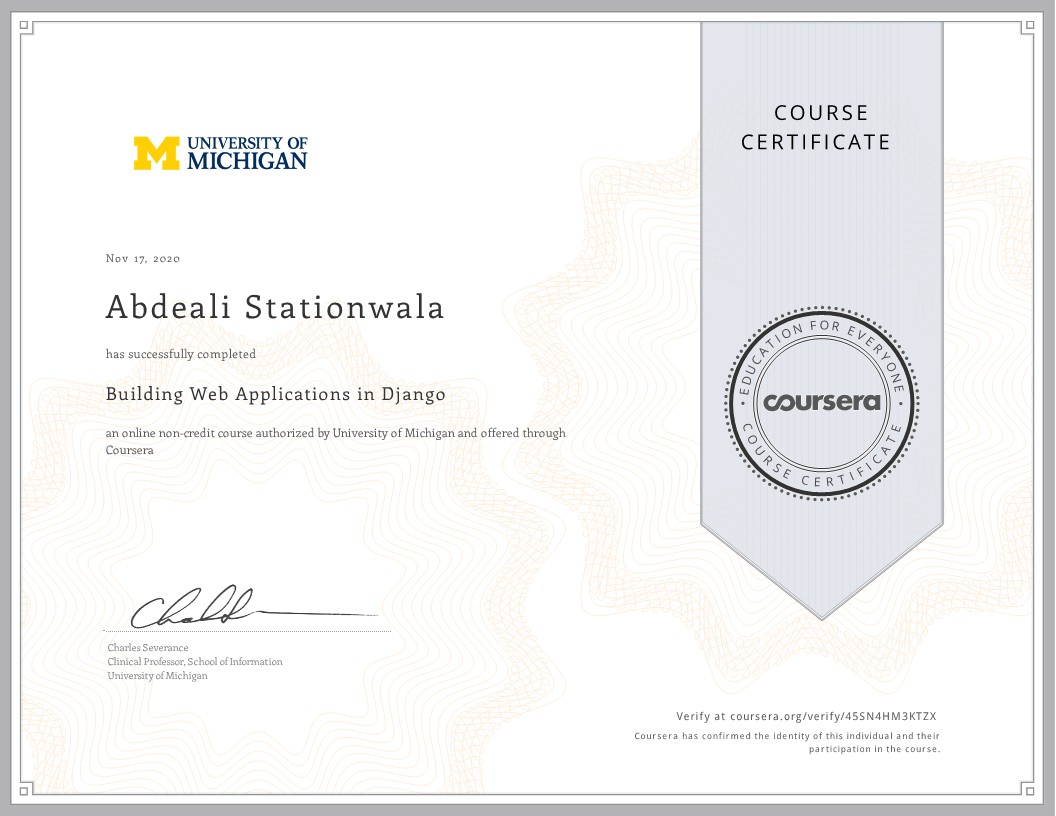 UNIVERSITY OF
MICHIGAN
COURSE
CERTIFICATE
Nov 17, 2020
Abdeali Stationwala
has successfully completed
Building Web Applications in Django
an online non-credit course authorized by University of Michigan and offered through
Coursera
EDUCATION FOR EVERYONE
coursera
COURSE CERTIFICATE
Charles Severance
Clinical Professor, School of Information
University of Michigan
Verify at coursera.org/verify/45SN4HM3KTZX
Coursera has confirmed the identity of this individual and their
participation in the course.